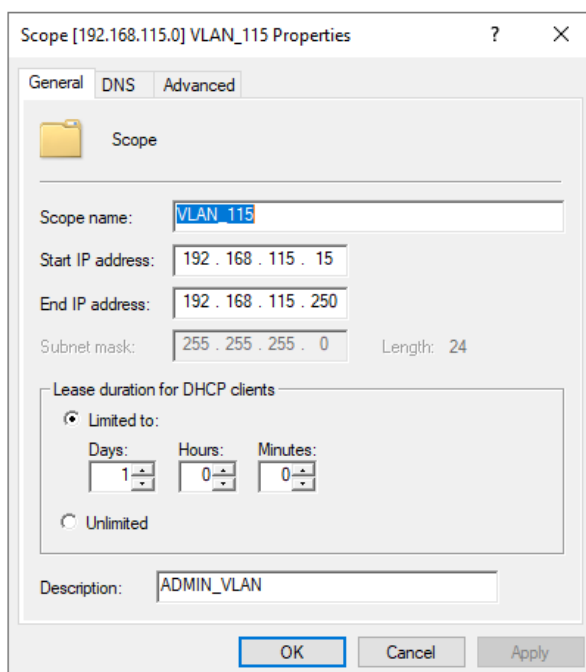 Scope [192.168.115.0] VLAN_115 Properties ?
General DNS Advanced
Scope
Scope name: VLAN_115
Start IP address: 192 . 168 . 115 . 15
End IP address: 192 . 168 . 115 . 250
Subnet mask: 255 . 255 . 255 . 0 Length: 24
Lease duration for DHCP clients
Limited to:
Days: Hours: Minutes:
1 0 0
Unlimited
Description: ADMIN_VLAN
OK Cancel Apply